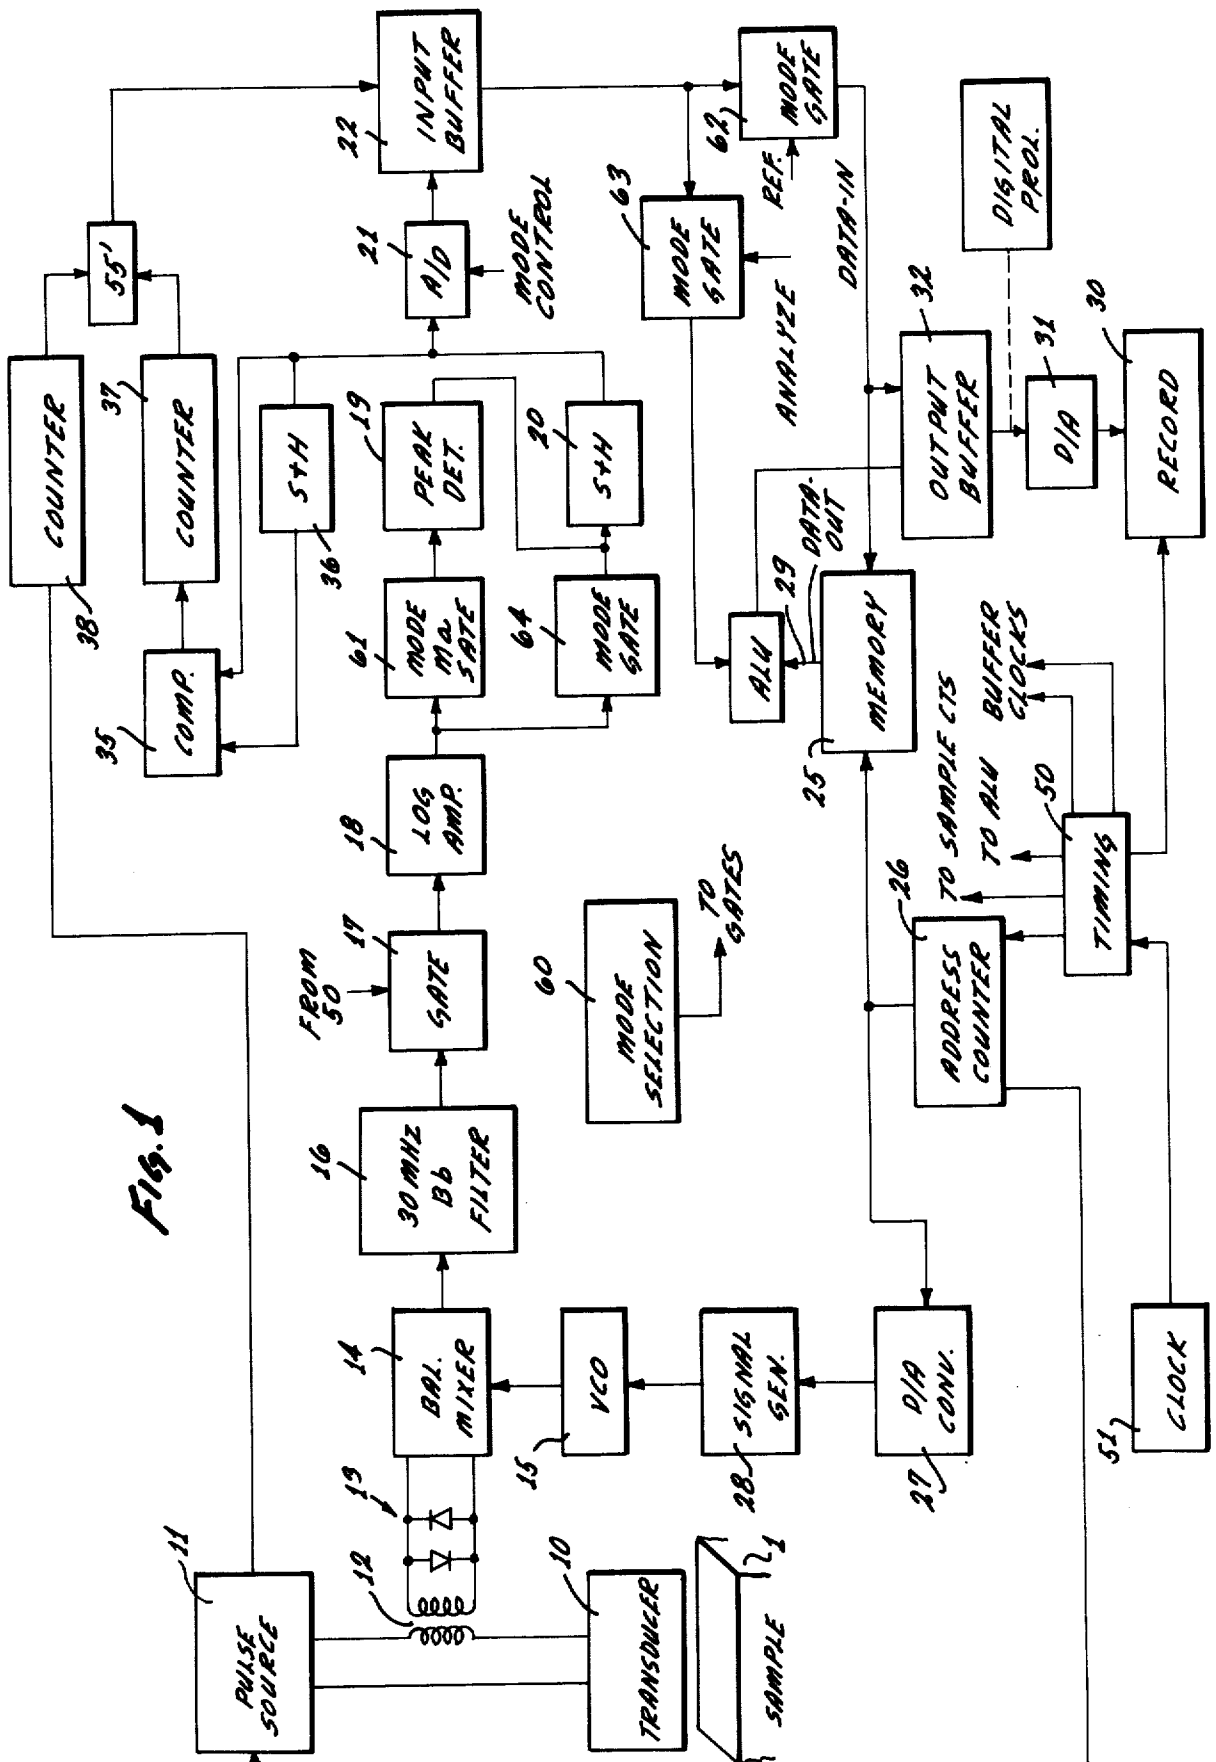 Fig. 1
11
PULSE
SOURCE
12
13
10
TRANSDUCER
SAMPLE
1
14
BAL.
MIXER
15
VCO
28
SIGNAL
GEN.
27
D/A
CONV.
51
CLOCK
16
30 MHZ
Bb
FILTER
FROM
50
17
GATE
18
LOG
AMP.
60
MODE
SELECTION
TO
GATES
26
ADDRESS
COUNTER
50
TIMING
TO SAMPLE CTS
TO ALU
BUFFER
CLOCKS
38
COUNTER
35
COMP.
37
COUNTER
36
S+H
61
MODE
Ma
SATE
19
PEAK
DET.
64
MODE
GATE
20
S+H
55'
21
A/D
MODE
CONTROL
22
INPUT
BUFFER
63
MODE
GATE
ANALYZE
62
MODE
GATE
REF.
DATA-IN
ALU
29
DATA-
OUT
25
MEMORY
32
OUTPUT
BUFFER
DIGITAL
PROL.
31
D/A
30
RECORD